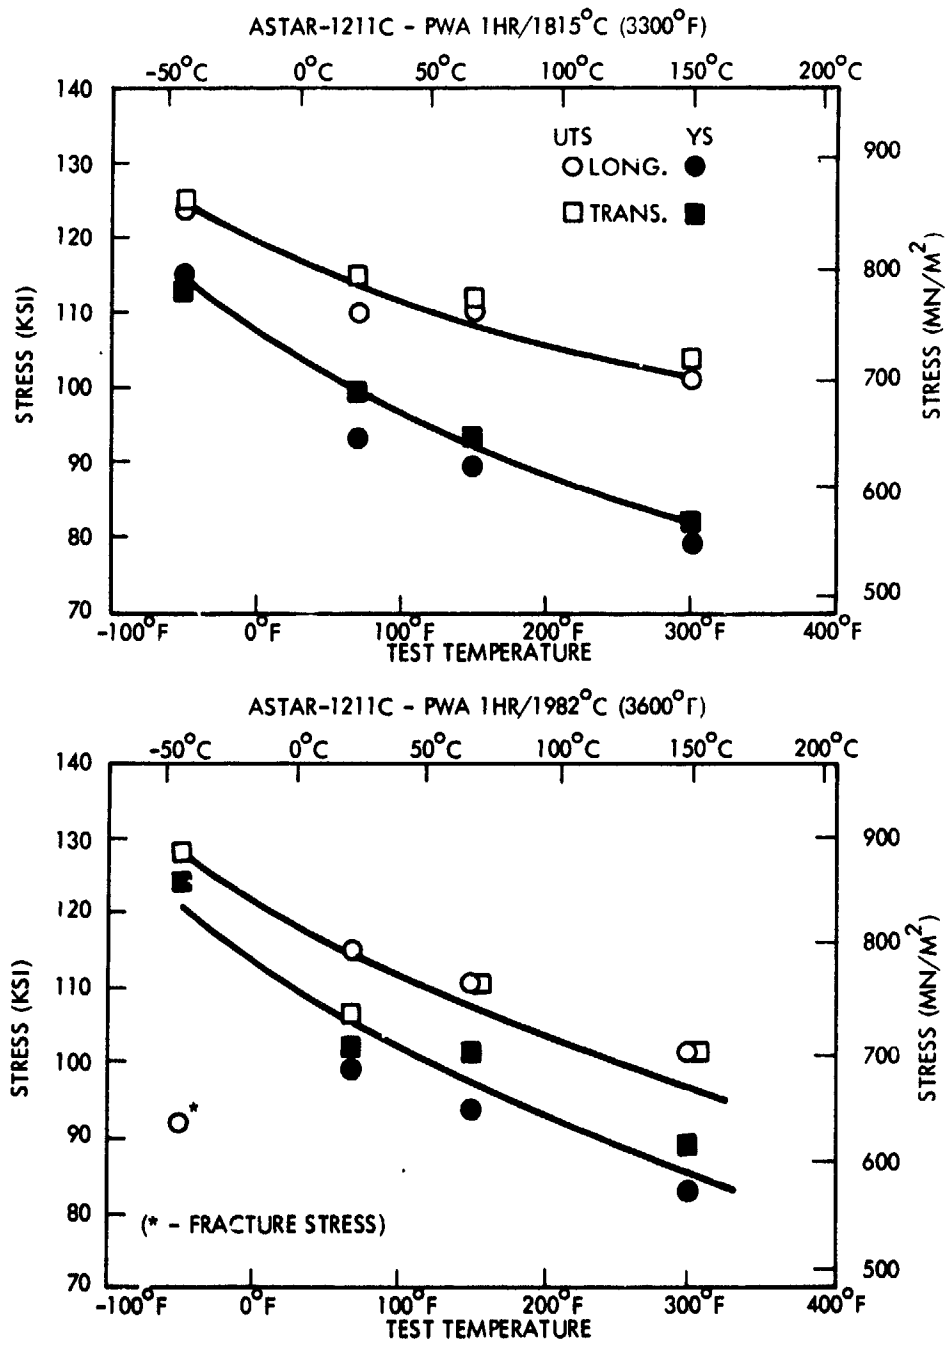 ASTAR-1211C - PWA 1HR/1815°C (3300°F)
-50°C 0°C 50°C 100°C 150°C 200°C
140
130
120
110
100
90
80
70
STRESS (KSI)
UTS YS
LONG.
TRANS.
900
800
700
600
500
STRESS (MN/M²)
-100°F 0°F 100°F 200°F 300°F 400°F
TEST TEMPERATURE
ASTAR-1211C - PWA 1HR/1982°C (3600°F)
-50°C 0°C 50°C 100°C 150°C 200°C
140
130
120
110
100
90
80
70
STRESS (KSI)
*
(* - FRACTURE STRESS)
900
800
700
600
500
STRESS (MN/M²)
-100°F 0°F 100°F 200°F 300°F 400°F
TEST TEMPERATURE